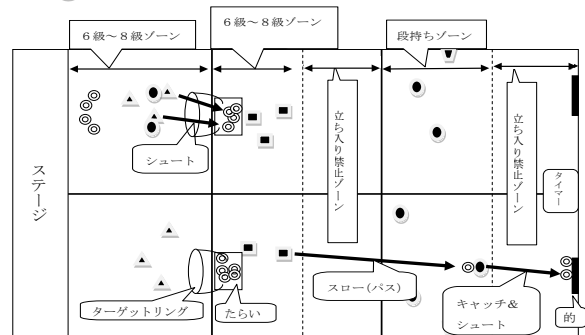 ６級～８級ゾーン
６級～８級ゾーン
段持ちゾーン
ステージ
シュート
立ち入り禁止ゾーン
立ち入り禁止ゾーン
タイマー
ターゲットリング
たらい
スロー(パス)
キャッチ＆
シュート
的